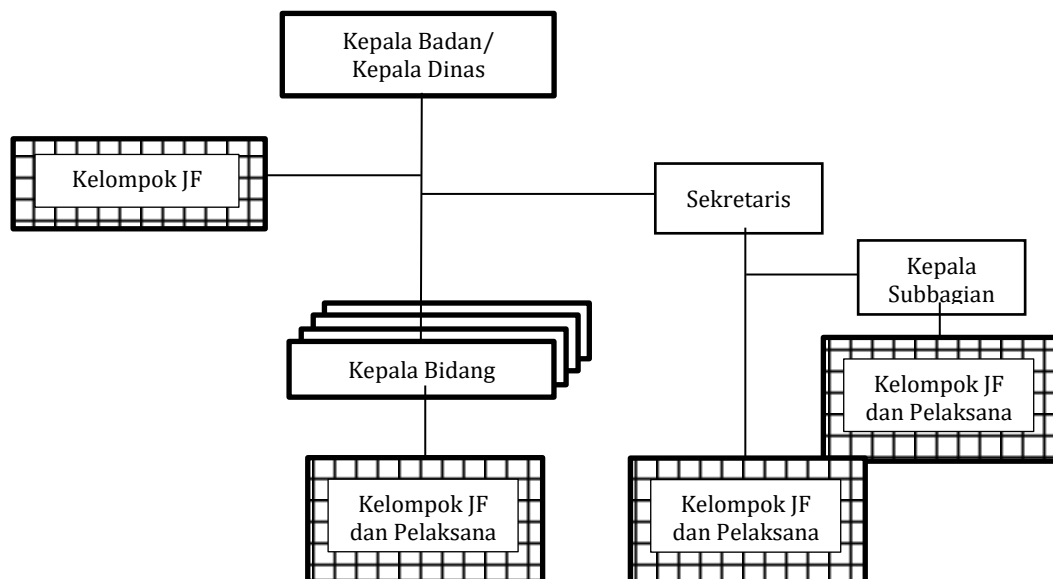 Kepala Badan/
Kepala Dinas
Kelompok JF
Sekretaris
Kepala
Subbagian
Kepala Bidang
Kelompok JF
dan Pelaksana
Kelompok JF
dan Pelaksana
Kelompok JF
dan Pelaksana